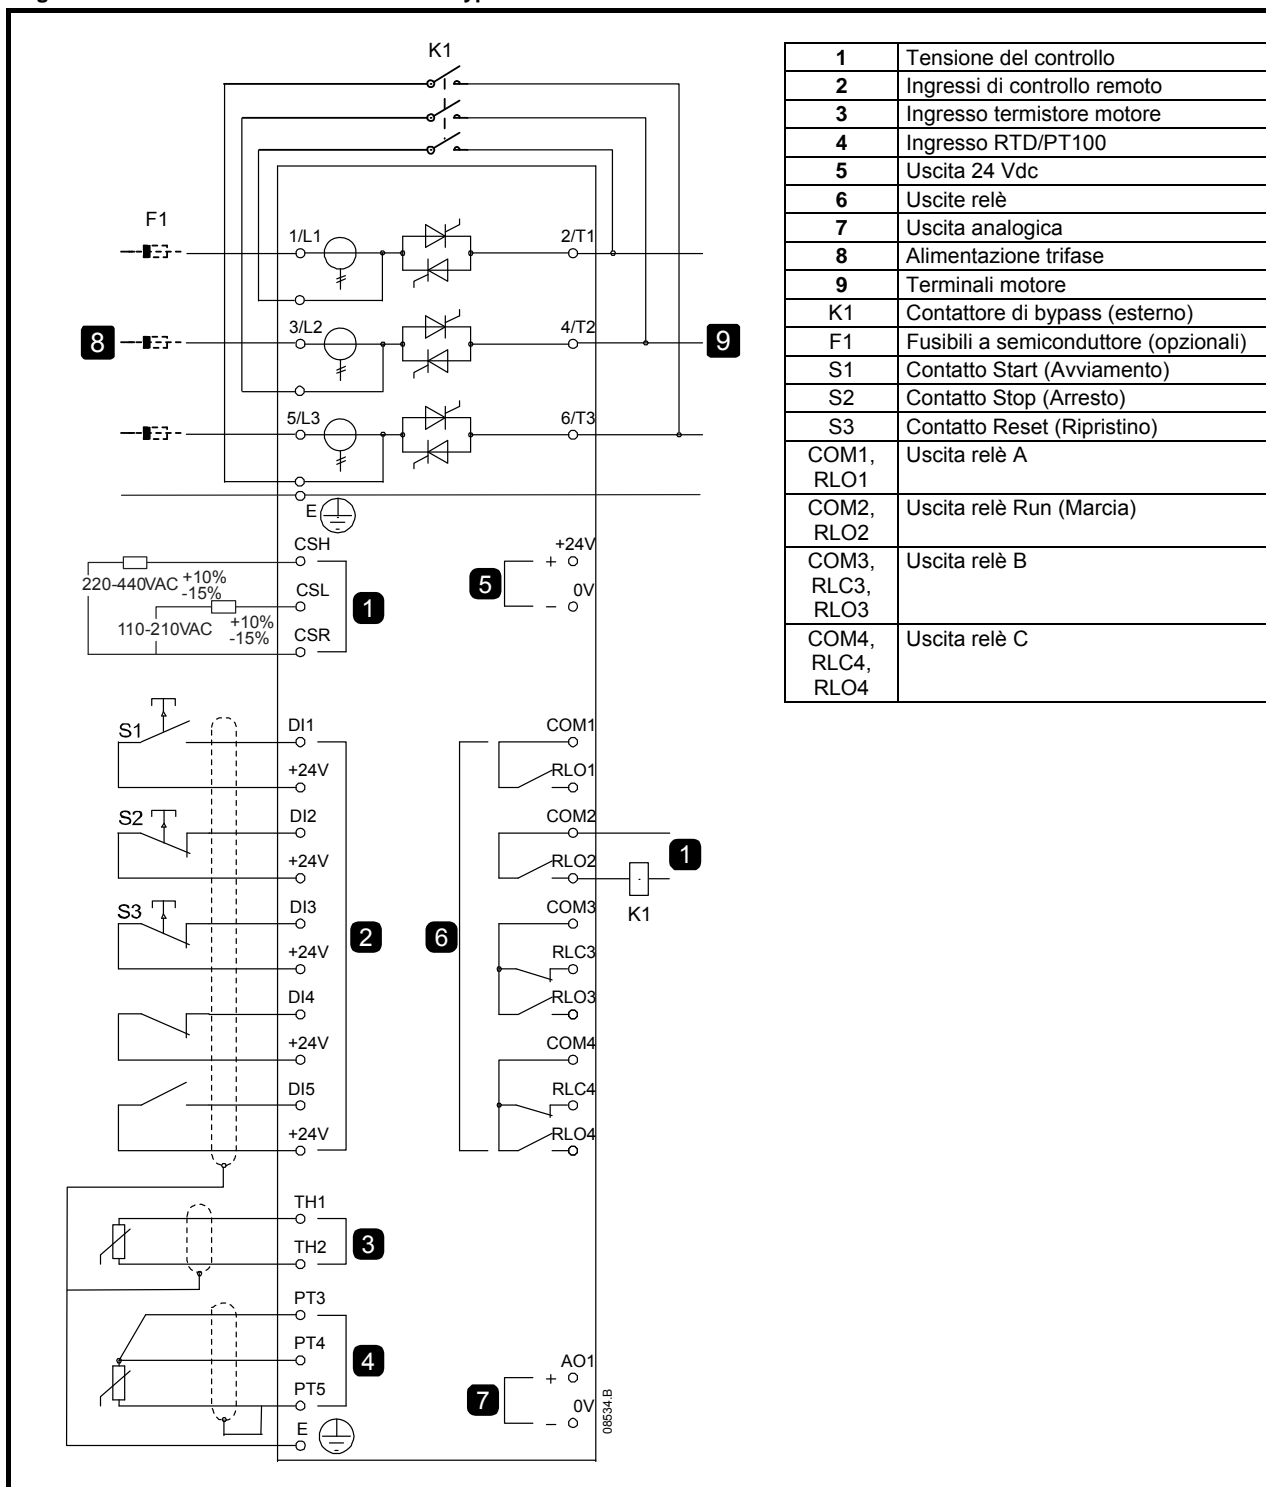 K1
1 Tensione del controllo
2 Ingressi di controllo remoto
3 Ingresso termistore motore
4 Ingresso RTD/PT100
5 Uscita 24 Vdc
6 Uscite relè
7 Uscita analogica
8 Alimentazione trifase
9 Terminali motore
K1 Contattore di bypass (esterno)
F1 Fusibili a semiconduttore (opzionali)
S1 Contatto Start (Avviamento)
S2 Contatto Stop (Arresto)
S3 Contatto Reset (Ripristino)
COM1, Uscita relè A
RLO1
COM2, Uscita relè Run (Marcia)
RLO2
COM3, Uscita relè B
RLC3,
RLO3
COM4, Uscita relè C
RLC4,
RLO4
F1
1/L1 2/T1
3/L2 4/T2
8 9
5/L3 6/T3
E
CSH +24V
+
220-440VAC +10%
-15%
CSL 5 0V
1 −
110-210VAC +10%
-15%
CSR
S1 DI1 COM1
+24V RLO1
S2 DI2 COM2
+24V RLO2 1
S3 DI3 COM3 K1
2 6
+24V RLC3
DI4 RLO3
+24V COM4
DI5 RLC4
+24V RLO4
TH1
3
TH2
PT3
PT4
4 AO1
+
PT5 7 0V
−
E
08534.B